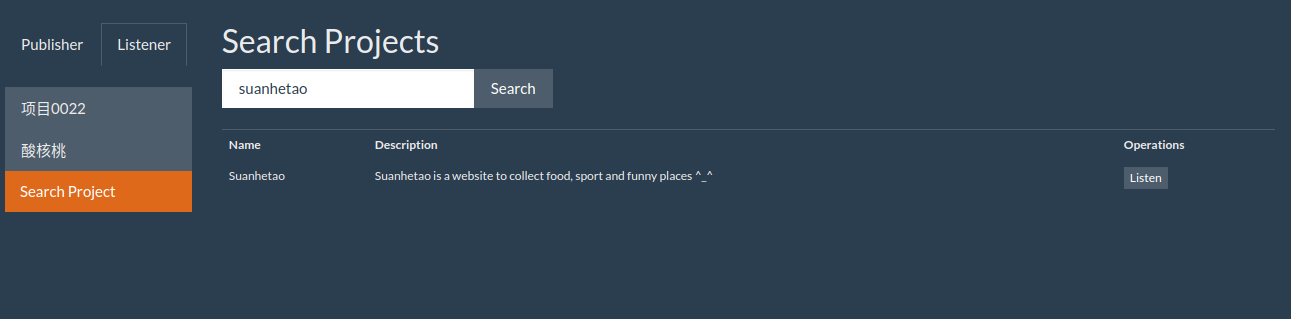 Publisher
Listener
项目0022
酸核桃
Search Project
Search Projects
suanhetao
Search
Name
Description
Operations
Suanhetao
Suanhetao is a website to collect food, sport and funny places ^_^
Listen